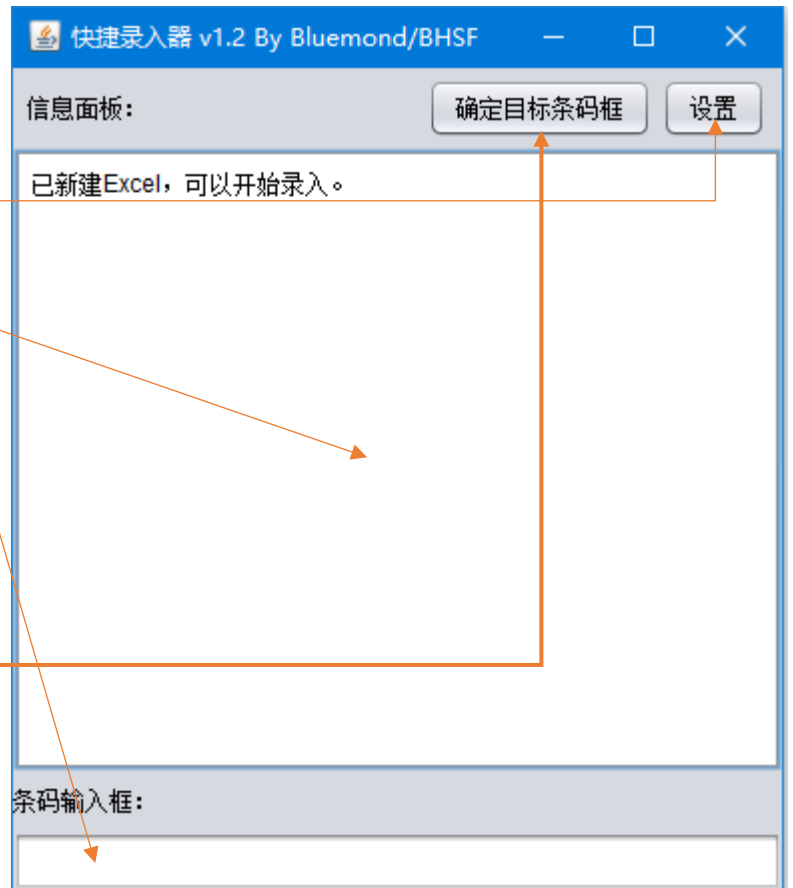 快捷录入器 v1.2 By Bluemond/BHSF
信息面板：
确定目标条码框
设置
已新建Excel，可以开始录入。
条码输入框：